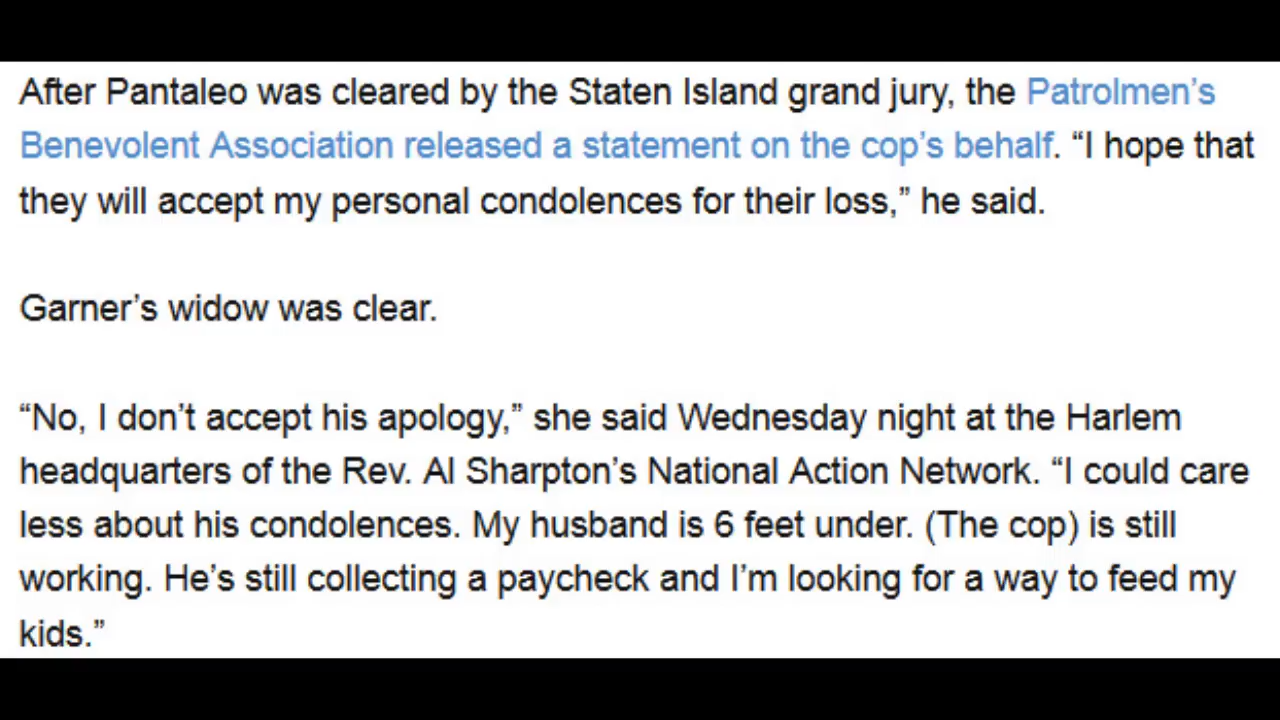 After Pantaleo was cleared by the Staten Island grand jury, the Patrolmen’s
Benevolent Association released a statement on the cop’s behalf. “I hope that
they will accept my personal condolences for their loss,” he said.
Garner’s widow was clear.
“No, I don’t accept his apology,” she said Wednesday night at the Harlem
headquarters of the Rev. Al Sharpton’s National Action Network. “I could care
less about his condolences. My husband is 6 feet under. (The cop) is still
working. He’s still collecting a paycheck and I’m looking for a way to feed my
kids.”